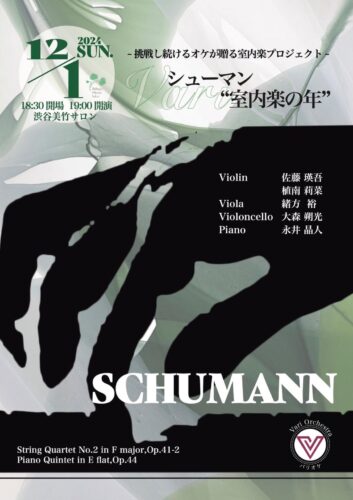 12/1
2024
SUN.
18:30 開場 19:00 開演
渋谷美竹サロン
~ 挑戦し続けるオケが贈る室内楽プロジェクト ~
Vari
シューマン
“室内楽の年”
Violin 佐藤 瑛吾
植南 莉菜
Viola 緒方 裕
Violoncello 大森 朔光
Piano 永井 晶人
SCHUMANN
String Quartet No.2 in F major,Op.41-2
Piano Quintet in E flat,Op.44
Vari Orchestra
バリオケ